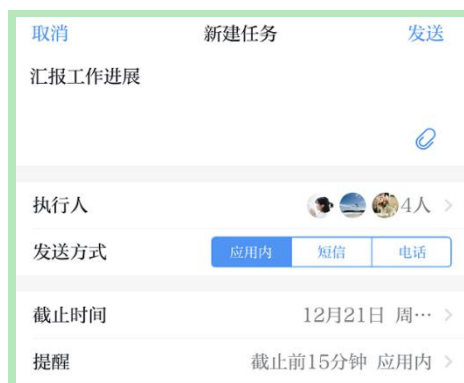 取消 新建任务 发送
汇报工作进展
执行人 4人
发送方式 应用内 短信 电话
截止时间 12月21日 周…
提醒 截止前15分钟 应用内